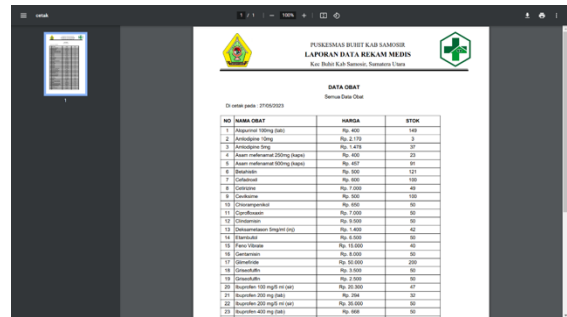 cetak
1 / 1
100%
1
PUSKESMAS BUHIT KAB SAMOSIR
LAPORAN DATA REKAM MEDIS
Kec Buhit Kab Samosir, Sumatera Utara
DATA OBAT
Semua Data Obat
Di cetak pada : 27/05/2023
NO NAMA OBAT HARGA STOK
1 Alopurinol 100mg (tab) Rp. 400 149
2 Amlodipine 10mg Rp. 2.170 3
3 Amlodipine 5mg Rp. 1.478 37
4 Asam mefenamat 250mg (kaps) Rp. 400 23
5 Asam mefenamat 500mg (kaps) Rp. 457 91
6 Betahistin Rp. 500 121
7 Cefadroxil Rp. 800 100
8 Cetirizine Rp. 7.000 49
9 Rp. 500 100
10 Chlorampenikol Rp. 650 50
11 Ciprofloxacin Rp. 7.000 50
12 Clindamisin Rp. 5.500 50
13 Deksametason 5mg/ml (inj) Rp. 1.400 42
14 Etambutol Rp. 6.500 50
15 Feno Vibrate Rp. 15.000 40
16 Gentamisin Rp. 8.000 50
17 Glimefiride Rp. 50.000 200
18 Griseofulfin Rp. 3.500 50
19 Griseofulfin Rp. 2.500 50
20 Ibuprofen 100 mg/5 ml (sir) Rp. 20.300 47
21 Ibuprofen 200 mg (tab) Rp. 294 32
22 Ibuprofen 200 mg/5 ml (sir) Rp. 35.000 50
23 Ibuprofen 400 mg (tab) Rp. 668 50